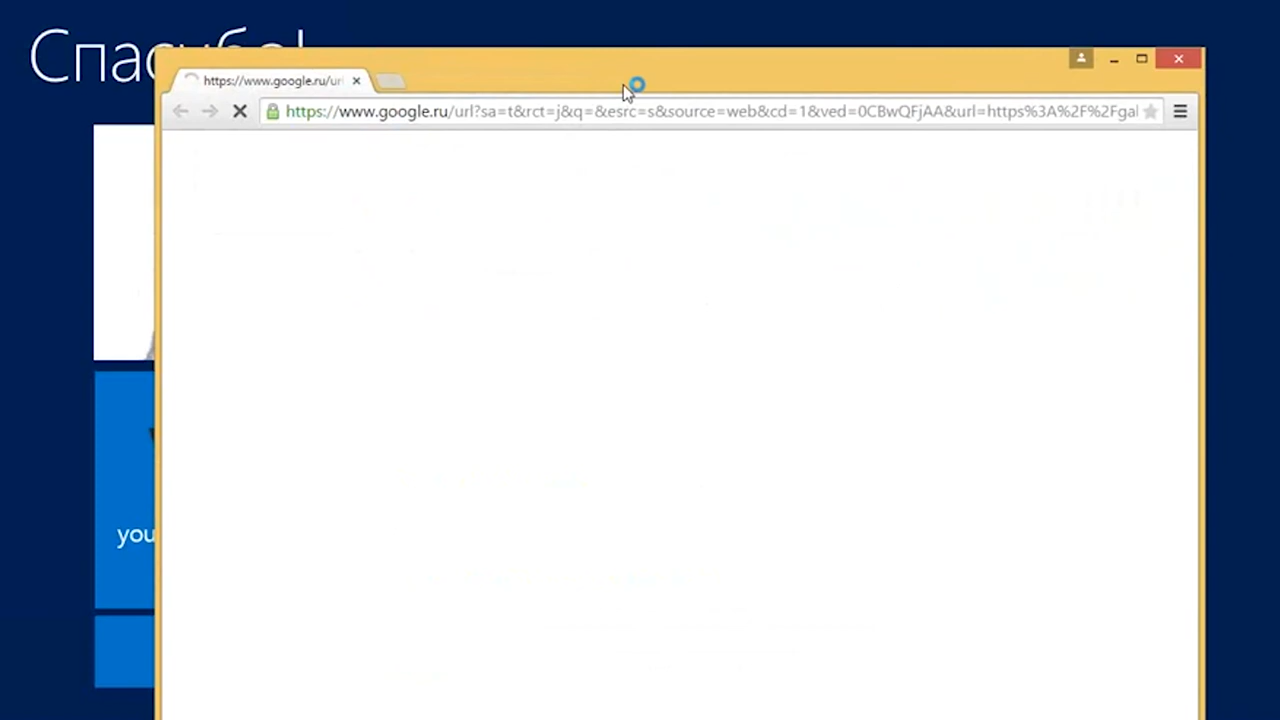 Спасибо!
https://www.google.ru/url
https://www.google.ru/url?sa=t&rct=j&q=&esrc=s&source=web&cd=1&ved=0CBwQFjAA&url=https%3A%2F%2Fgal
you